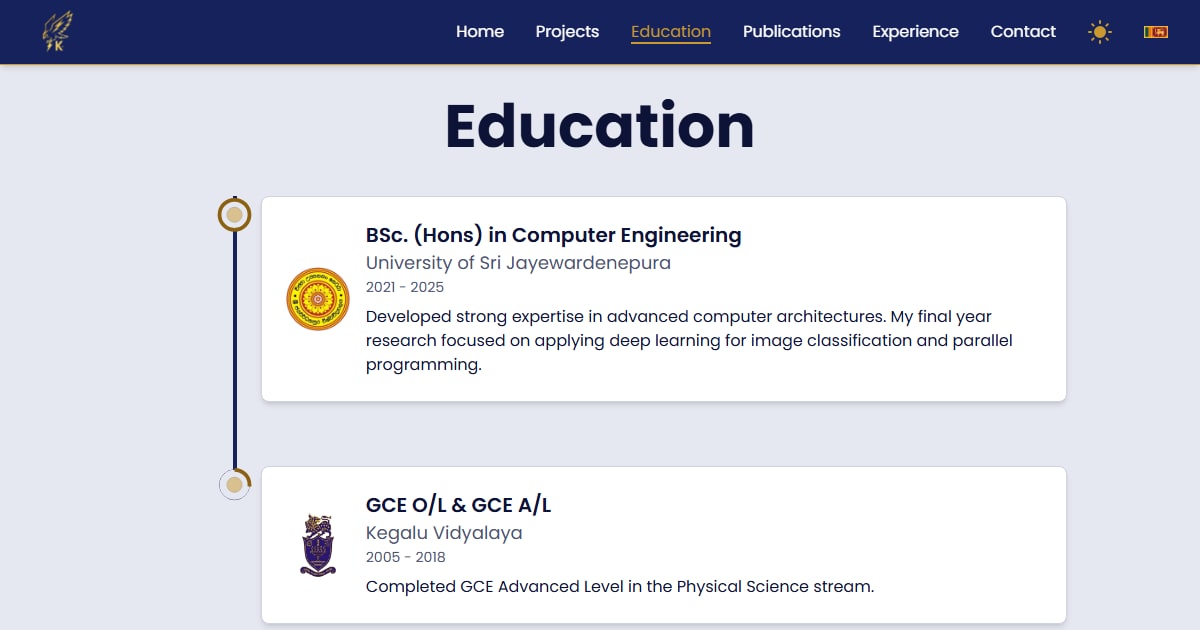 K
Home Projects Education Publications Experience Contact
Education
BSc. (Hons) in Computer Engineering
University of Sri Jayewardenepura
2021 - 2025
Developed strong expertise in advanced computer architectures. My final year
research focused on applying deep learning for image classification and parallel
programming.
GCE O/L & GCE A/L
Kegalu Vidyalaya
2005 - 2018
Completed GCE Advanced Level in the Physical Science stream.